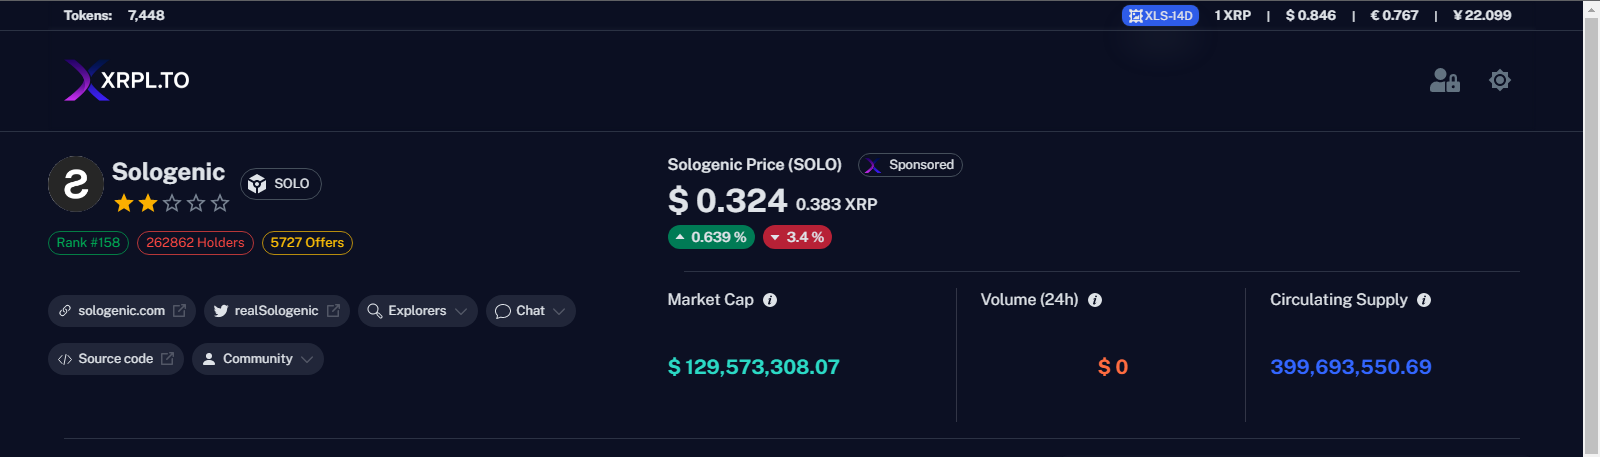 Tokens: 7,448
XLS-14D 1 XRP | $ 0.846 | € 0.767 | ¥ 22.099
XRPL.TO
Sologenic
SOLO
Rank #158 262862 Holders 5727 Offers
sologenic.com realSologenic Explorers Chat
Source code Community
Sologenic Price (SOLO) Sponsored
$ 0.324 0.383 XRP
0.639 % 3.4 %
Market Cap
$ 129,573,308.07
Volume (24h)
$ 0
Circulating Supply
399,693,550.69